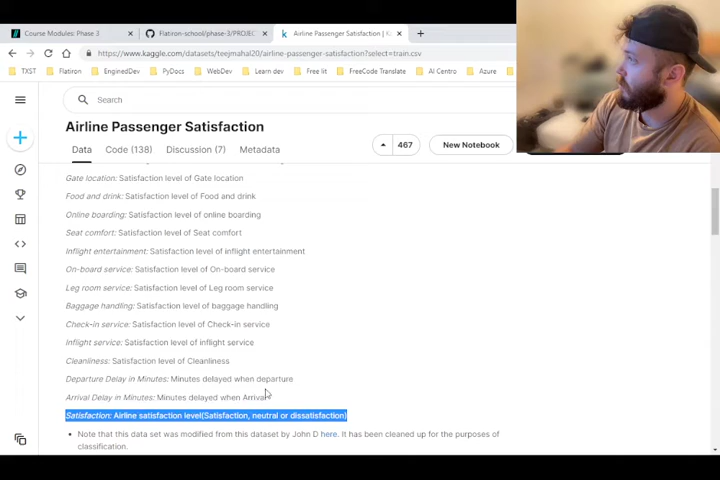 Course Modules: Phase 3
Flatiron-school/phase-3/PROJEC
Airline Passenger Satisfaction | K
https://www.kaggle.com/datasets/teejmahal20/airline-passenger-satisfaction?select=train.csv
TXST
Flatiron
EnginedDev
PyDocs
WebDev
Learn dev
Free lit
FreeCode Translate
AI Centro
Azure
Search
Airline Passenger Satisfaction
Data
Code (138)
Discussion (7)
Metadata
467
New Notebook
Gate location: Satisfaction level of Gate location
Food and drink: Satisfaction level of Food and drink
Online boarding: Satisfaction level of online boarding
Seat comfort: Satisfaction level of Seat comfort
Inflight entertainment: Satisfaction level of inflight entertainment
On-board service: Satisfaction level of On-board service
Leg room service: Satisfaction level of Leg room service
Baggage handling: Satisfaction level of baggage handling
Check-in service: Satisfaction level of Check-in service
Inflight service: Satisfaction level of inflight service
Cleanliness: Satisfaction level of Cleanliness
Departure Delay in Minutes: Minutes delayed when departure
Arrival Delay in Minutes: Minutes delayed when Arrival
Satisfaction: Airline satisfaction level(Satisfaction, neutral or dissatisfaction)
• Note that this data set was modified from this dataset by John D here. It has been cleaned up for the purposes of
classification.